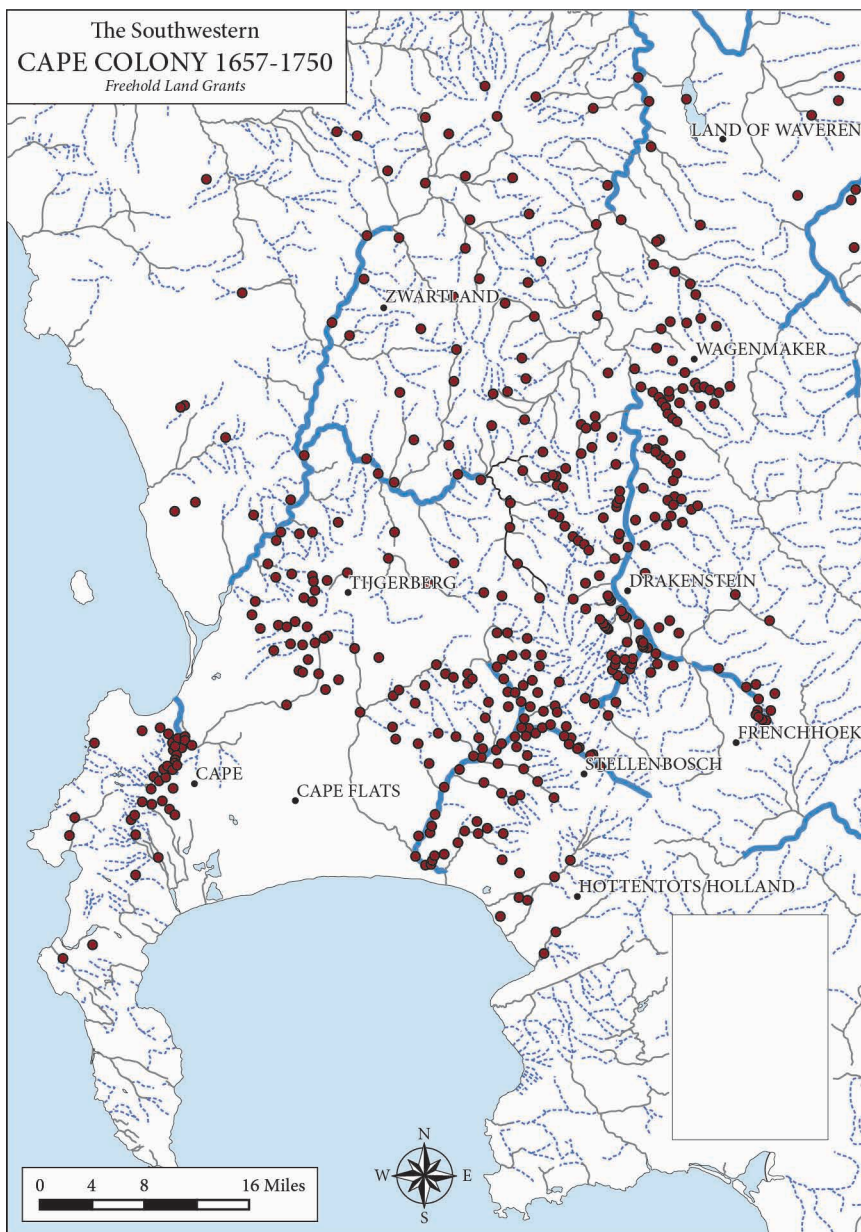 The Southwestern
CAPE COLONY 1657-1750
Freehold Land Grants
LAND OF WAVEREN
ZWARTLAND
WAGENMAKER
TIJGERBERG
DRAKENSTEIN
FRENCHHOEK
STELLENBOSCH
CAPE
CAPE FLATS
HOTTENTOTS HOLLAND
N
W E
S
0 4 8 16 Miles